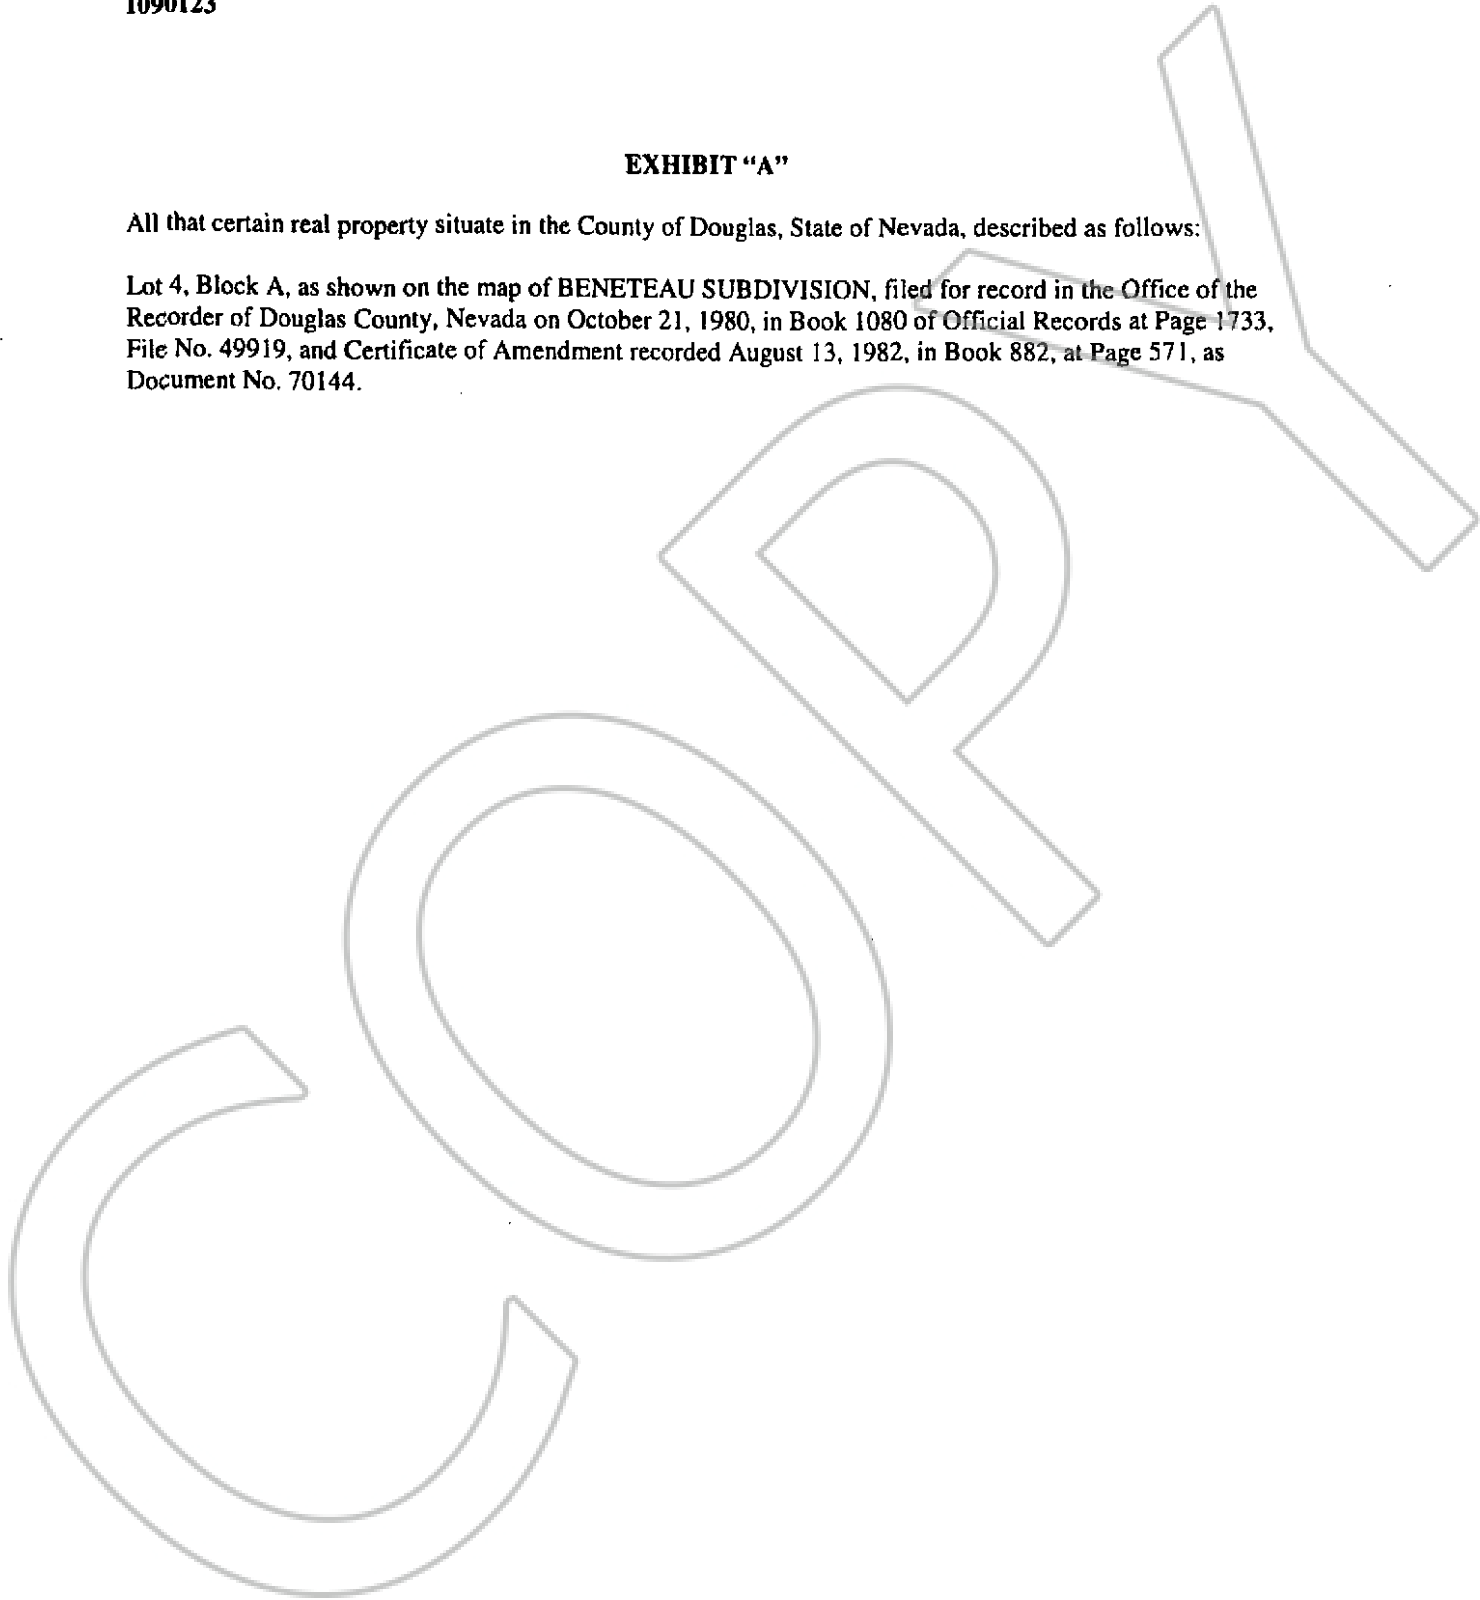 1090123
EXHIBIT “A”
All that certain real property situate in the County of Douglas, State of Nevada, described as follows:
Lot 4, Block A, as shown on the map of BENETEAU SUBDIVISION, filed for record in the Office of the
Recorder of Douglas County, Nevada on October 21, 1980, in Book 1080 of Official Records at Page 1733,
File No. 49919, and Certificate of Amendment recorded August 13, 1982, in Book 882, at Page 571, as
Document No. 70144.
COPY